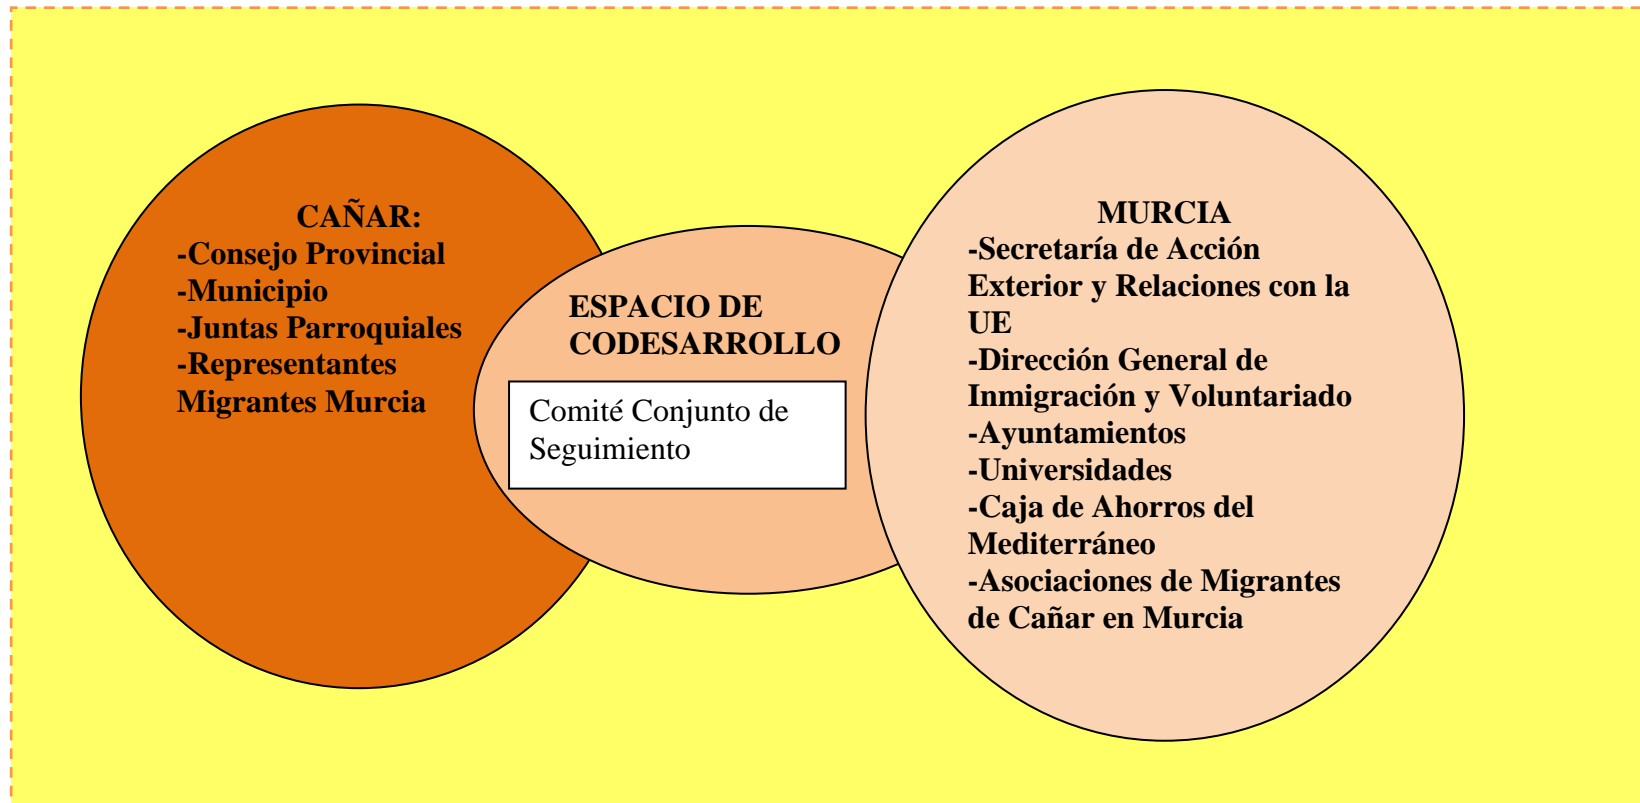 CAÑAR:
-Consejo Provincial
-Municipio
-Juntas Parroquiales
-Representantes
Migrantes Murcia
ESPACIO DE
CODESARROLLO
Comité Conjunto de
Seguimiento
MURCIA
-Secretaría de Acción
Exterior y Relaciones con la
UE
-Dirección General de
Inmigración y Voluntariado
-Ayuntamientos
-Universidades
-Caja de Ahorros del
Mediterráneo
-Asociaciones de Migrantes
de Cañar en Murcia